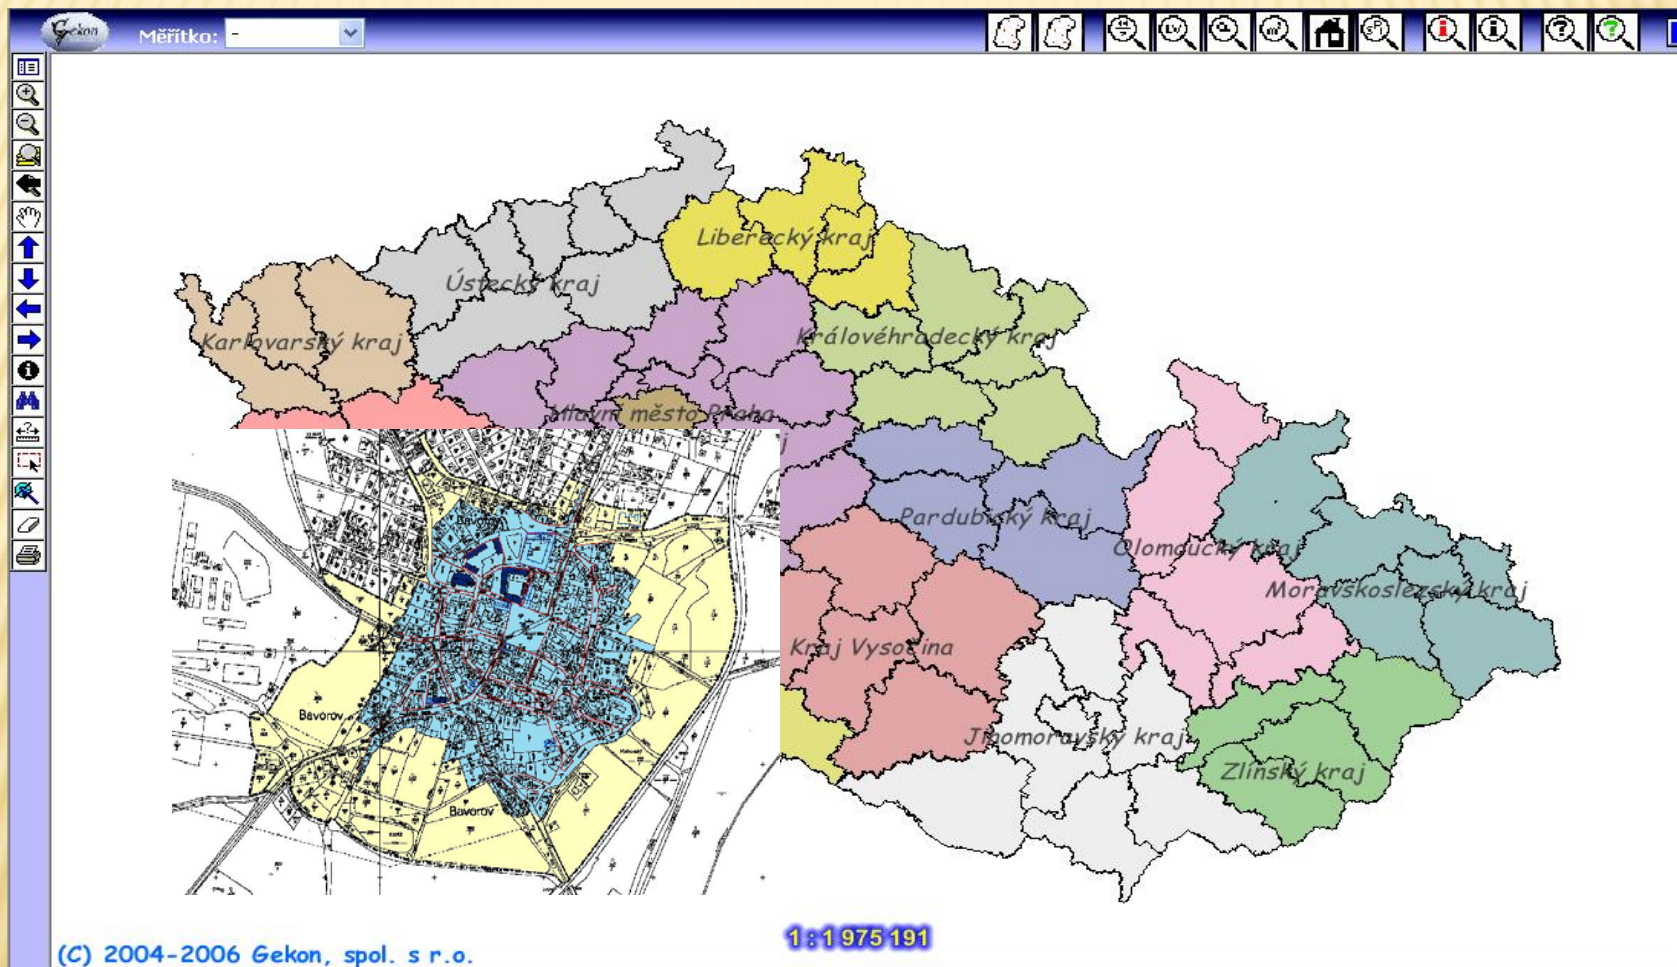 Gekon
Měřítko: -
Liberecký kraj
Ústecký kraj
Karlovarský kraj
Královéhradecký kraj
Hlavní město Praha
Pardubický kraj
Olomoucký kraj
Moravskoslezský kraj
Kraj Vysočina
Jihomoravský kraj
Zlínský kraj
Bavorov
Bavorov
Bavorov
1 : 1 975 191
(C) 2004-2006 Gekon, spol. s r.o.